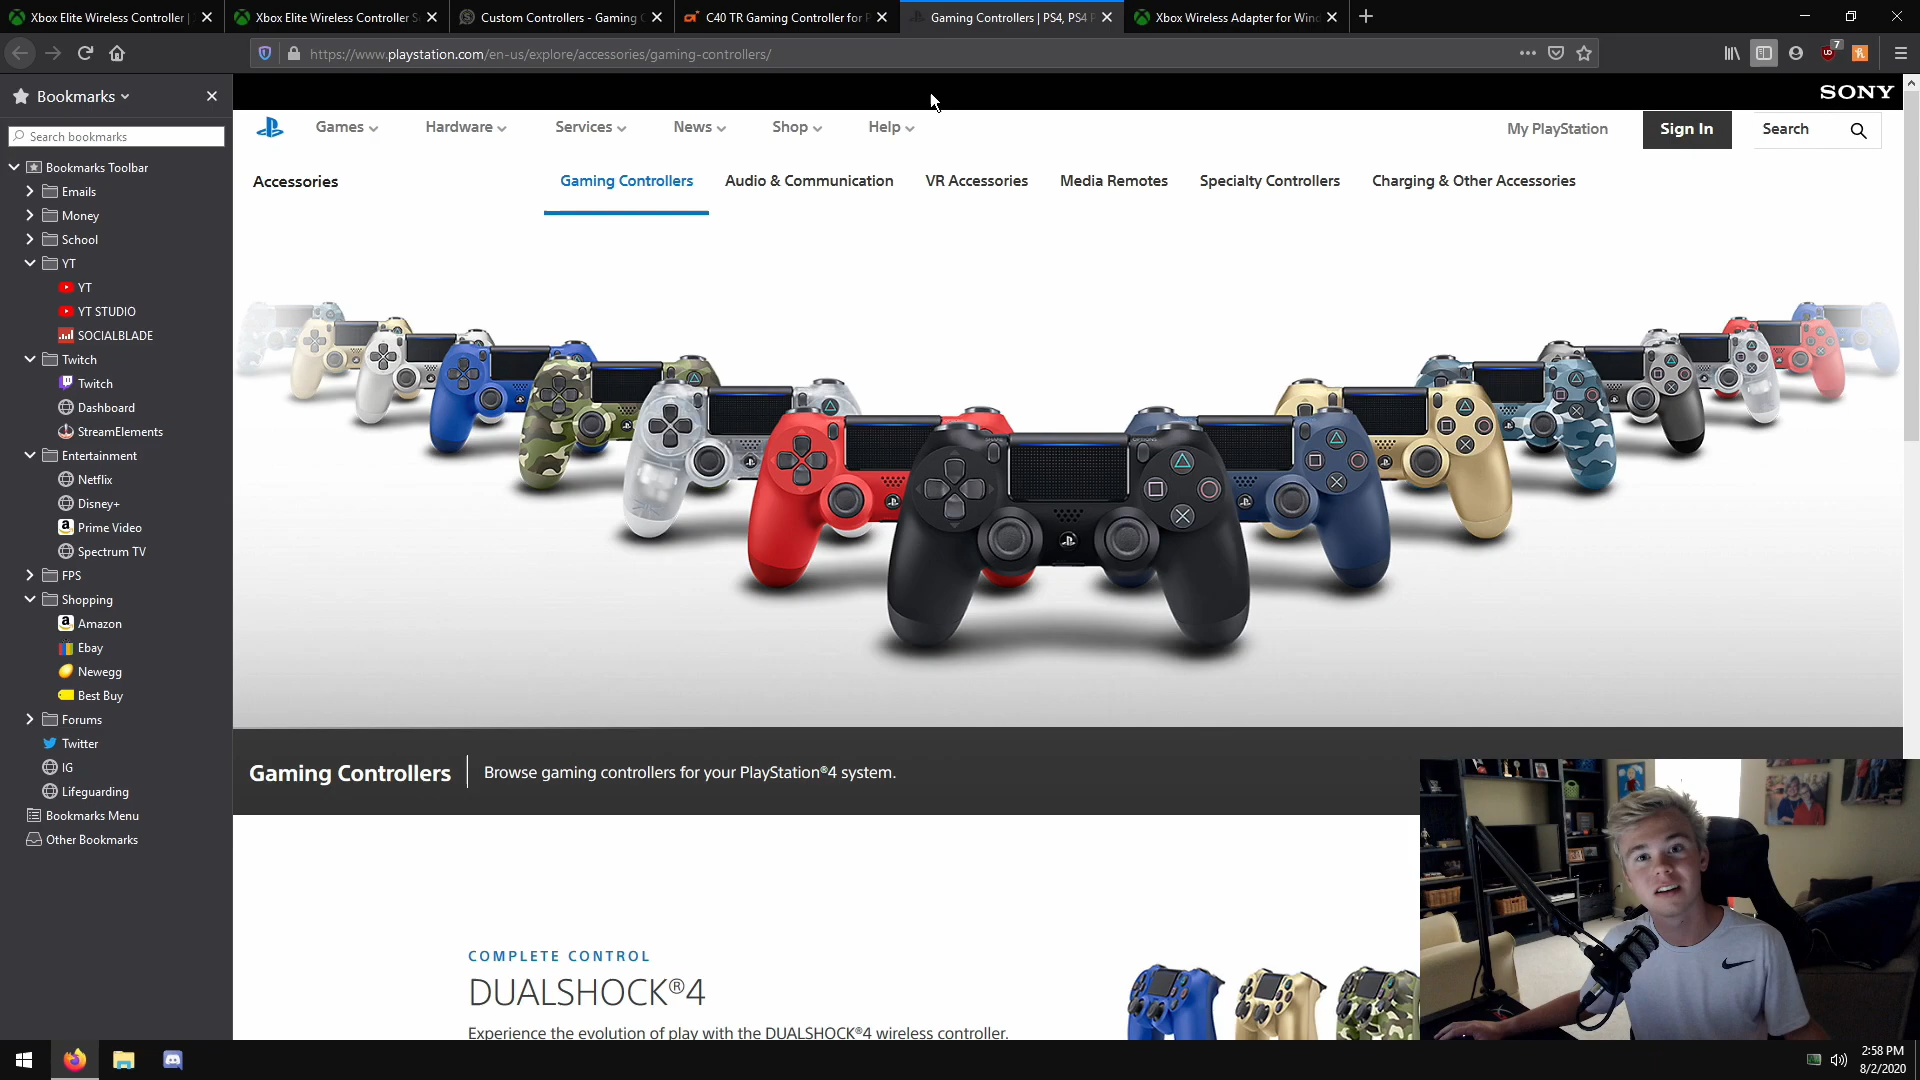 Xbox Elite Wireless Controller |
Xbox Elite Wireless Controller S
Custom Controllers - Gaming C
C40 TR Gaming Controller for P
Gaming Controllers | PS4, PS4 P
Xbox Wireless Adapter for Wind
https://www.playstation.com/en-us/explore/accessories/gaming-controllers/
7
Bookmarks
Search bookmarks
Bookmarks Toolbar
Emails
Money
School
YT
YT
YT STUDIO
SOCIALBLADE
Twitch
Twitch
Dashboard
StreamElements
Entertainment
Netflix
Disney+
Prime Video
Spectrum TV
FPS
Shopping
Amazon
Ebay
Newegg
Best Buy
Forums
Twitter
IG
Lifeguarding
Bookmarks Menu
Other Bookmarks
SONY
Games
Hardware
Services
News
Shop
Help
My PlayStation
Sign In
Search
Accessories
Gaming Controllers
Audio & Communication
VR Accessories
Media Remotes
Specialty Controllers
Charging & Other Accessories
Gaming Controllers
Browse gaming controllers for your PlayStation®4 system.
COMPLETE CONTROL
DUALSHOCK®4
Experience the evolution of play with the DUALSHOCK®4 wireless controller.
2:58 PM
8/2/2020